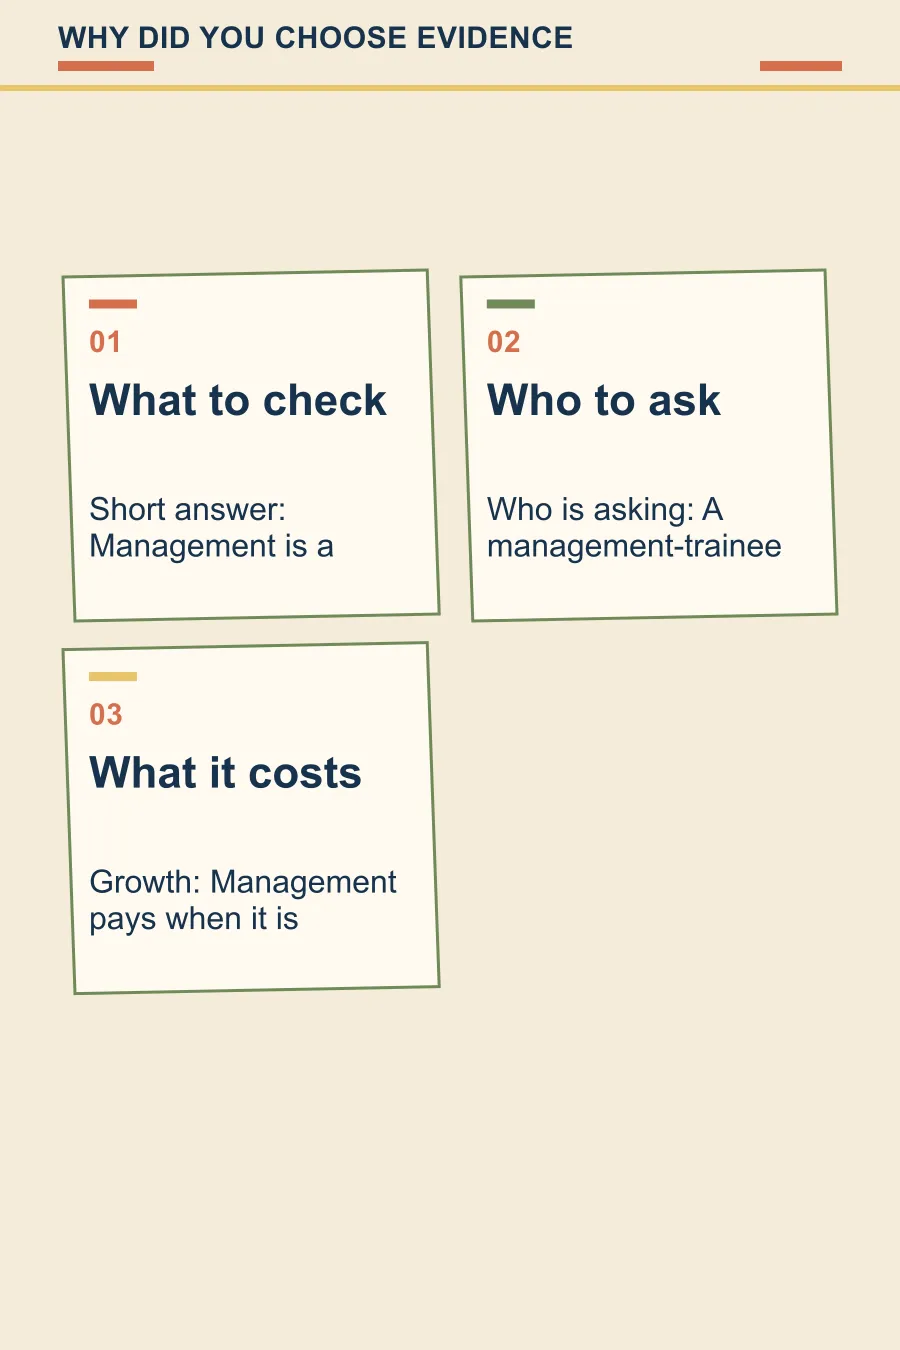 WHY DID YOU CHOOSE EVIDENCE
01
What to check
Short answer:
Management is a
02
Who to ask
Who is asking: A
management-trainee
03
What it costs
Growth: Management
pays when it is